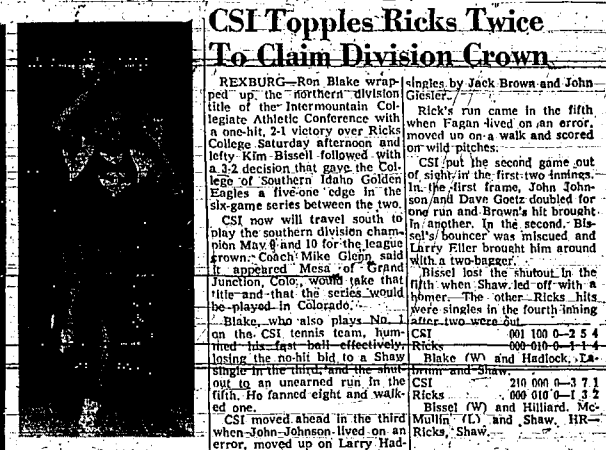 CSI Topples Ricks Twice
To Claim Division Crown
REXBURG—Ron Blake wrap-
ped up the northern division
title of the Intermountain Col-
legiate Athletic Conference with
a one-hit, 2-1 victory over Ricks
College Saturday afternoon and
lefty Kim Bissell followed with
a 3-2 decision that gave the Col-
lege of Southern Idaho Golden
Eagles a five-one edge in the
six-game series between the two.
CSI now will travel south to
play the southern division cham-
pion May 9 and 10 for the league
crown. Coach Mike Glenn said
it appeared Mesa of Grand
Junction, Colo., would take that
title and that the series would
be played in Colorado.
Blake, who also plays No. 1
on the CSI tennis team, hum-
med his fast ball effectively,
losing the no-hit bid to a Shaw
single in the third, and the shut-
out to an unearned run in the
fifth. He fanned eight and walk-
ed one.
CSI moved ahead in the third
when John Johnson lived on an
error, moved up on Larry Had-
singles by Jack Brown and John
Giesler.
Rick's run came in the fifth
when Fagan lived on an error,
moved up on a walk and scored
on wild pitches.
CSI put the second game out
of sight in the first two innings.
In the first frame, John John-
son and Dave Goetz doubled for
one run and Brown's hit brought
in another. In the second, Bis-
sel's bouncer was miscued and
Larry Eller brought him around
with a two-bagger.
Bissel lost the shutout in the
fifth when Shaw led off with a
homer. The other Ricks hits
were singles in the fourth inning
after two were out.
CSI 001 100 0—2 5 4
Ricks 000 010 0—1 1 4
Blake (W) and Hadlock, La-
and Shaw.
CSI 210 000 0—3 7 1
Ricks 000 010 0—1 3 2
Bissel (W) and Hilliard. Mc-
Mullin (L) and Shaw. HR—
Ricks, Shaw.